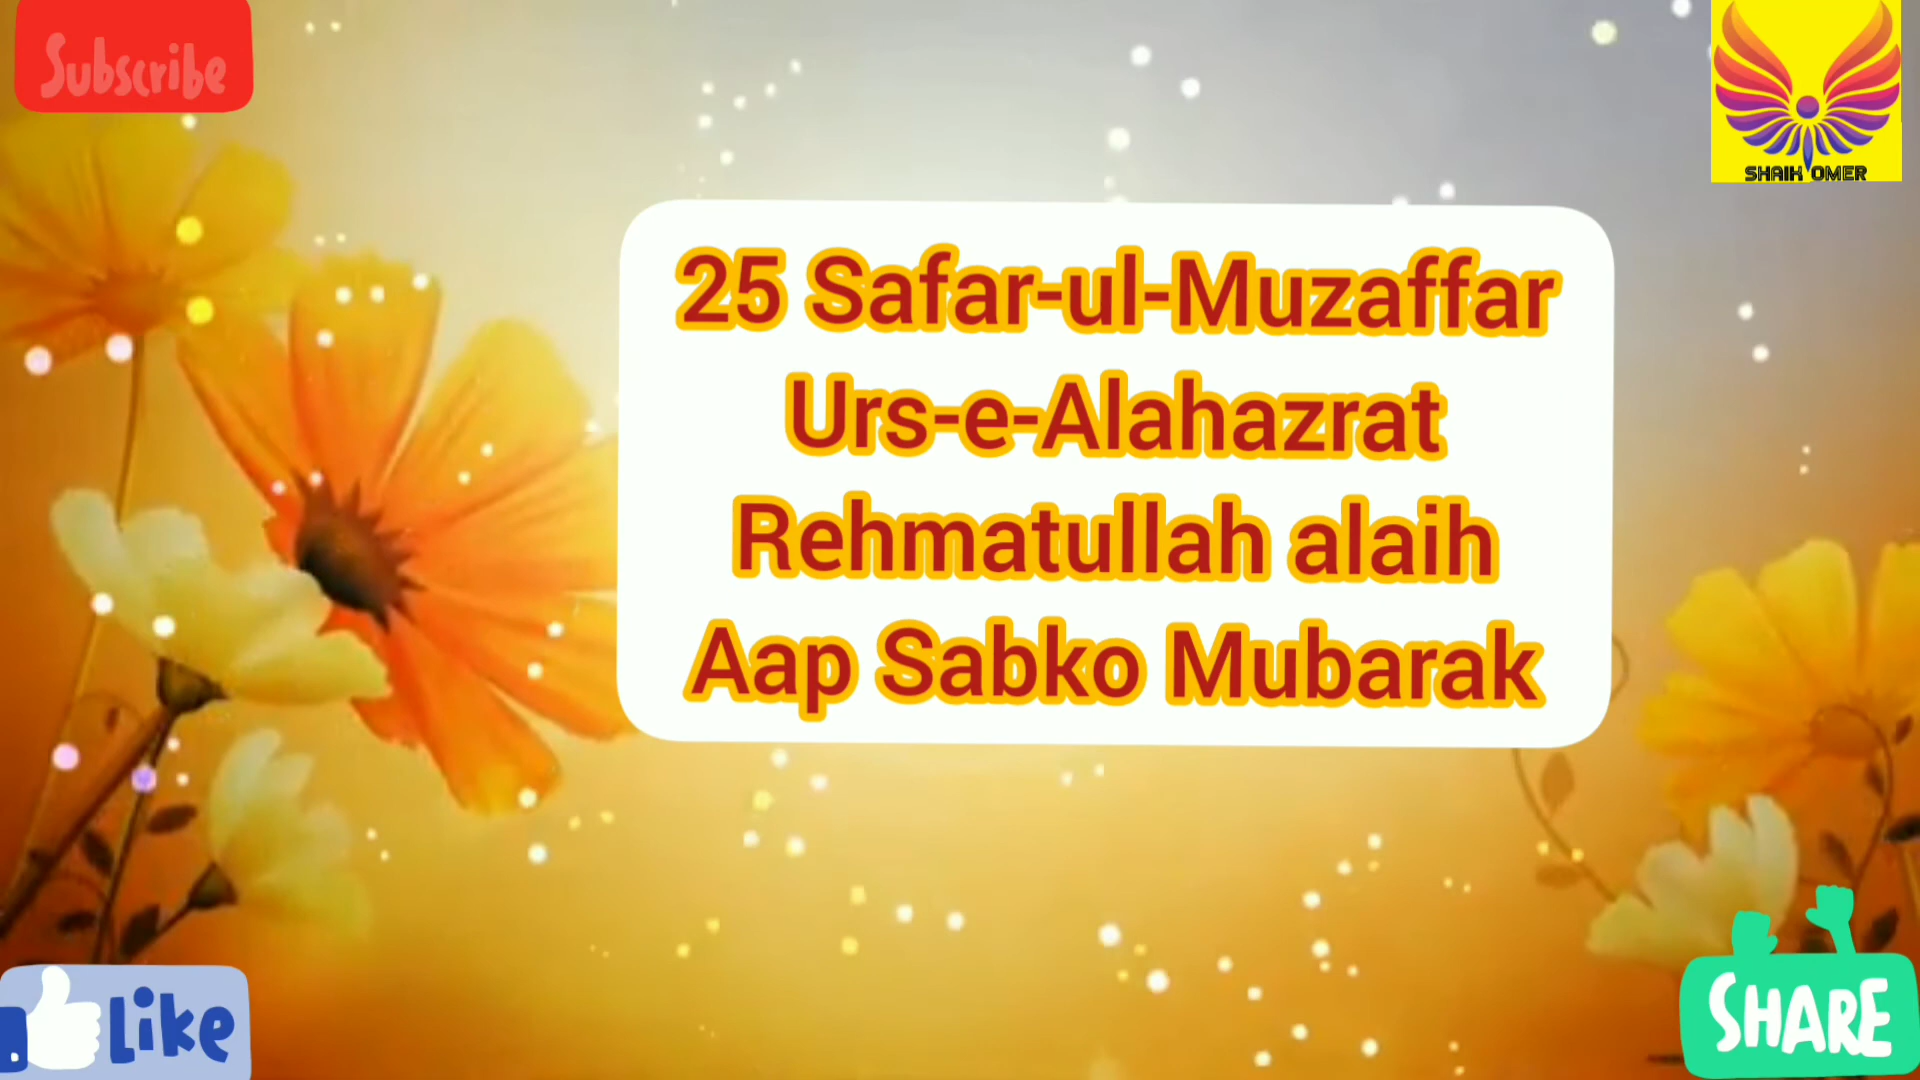 Subscribe
SHAIK OMER
25 Safar-ul-Muzaffar
Urs-e-Alahazrat
Rehmatullah alaih
Aap Sabko Mubarak
Like
SHARE